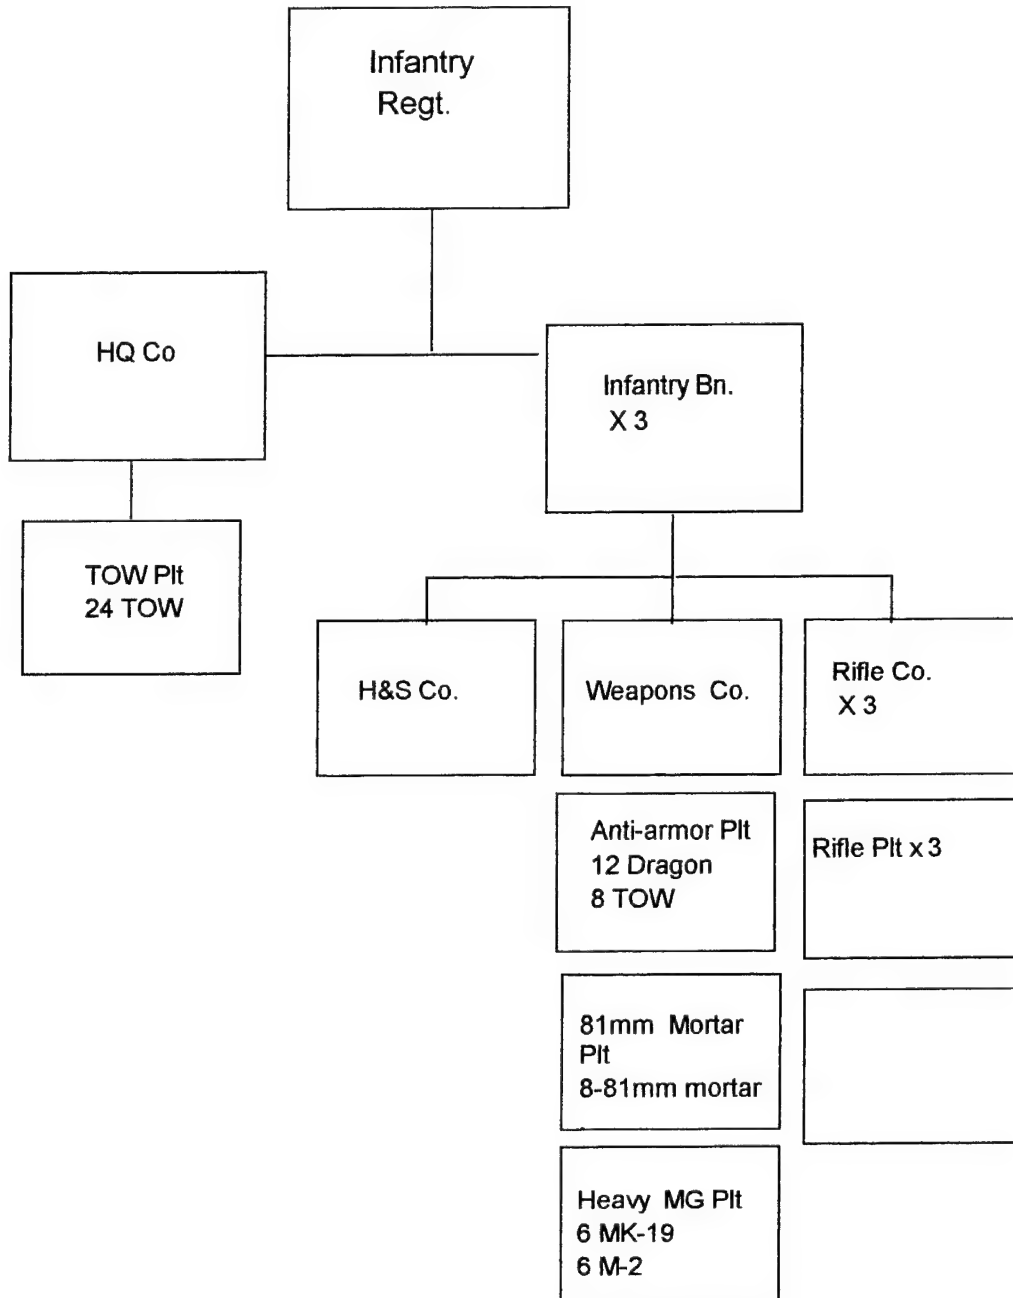 Infantry
Regt.
HQ Co
Infantry Bn.
X 3
TOW Plt
24 TOW
H&S Co.
Weapons Co.
Rifle Co.
X 3
Anti-armor Plt
12 Dragon
8 TOW
Rifle Plt x 3
81mm Mortar
Plt
8-81mm mortar
Heavy MG Plt
6 MK-19
6 M-2